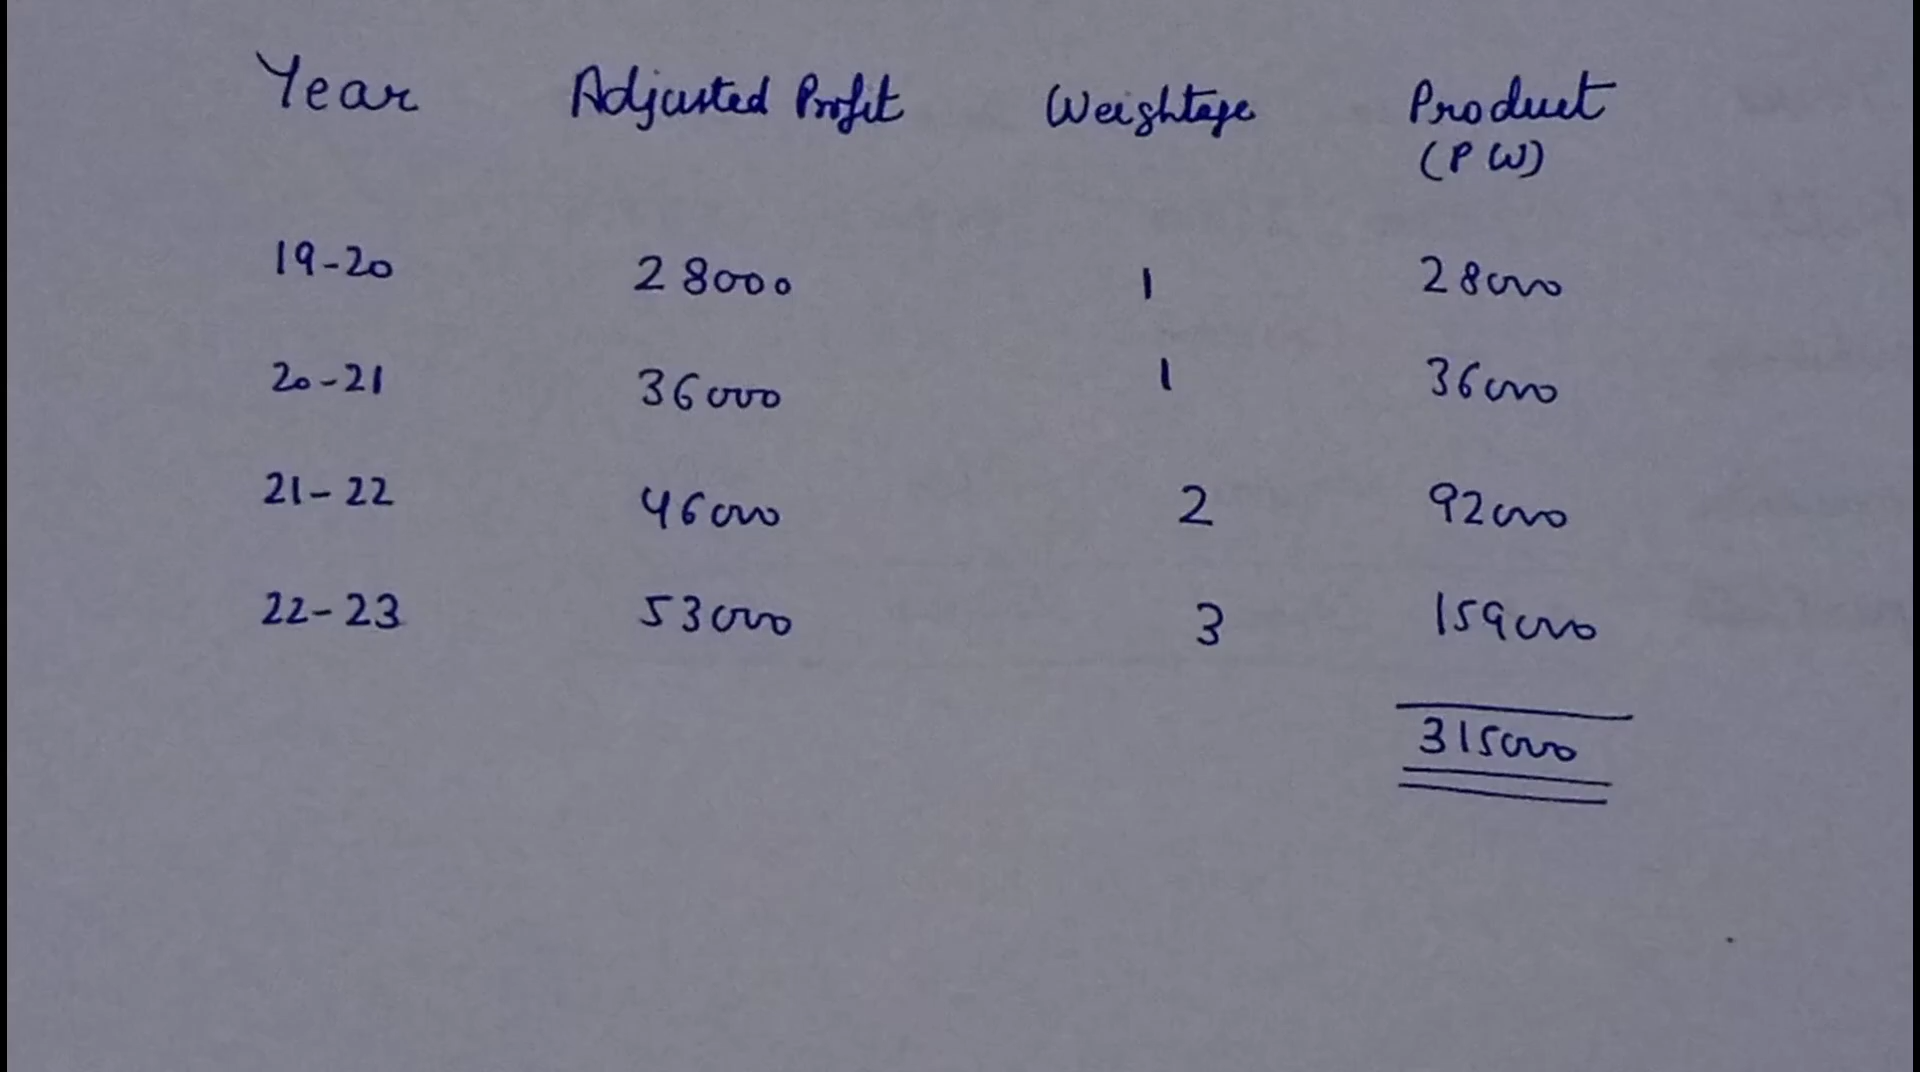 Year Adjusted Profit Weightage Product
(PW)
19-20 28000 1 28000
20-21 36000 1 36000
21-22 46000 2 92000
22-23 53000 3 159000
315000